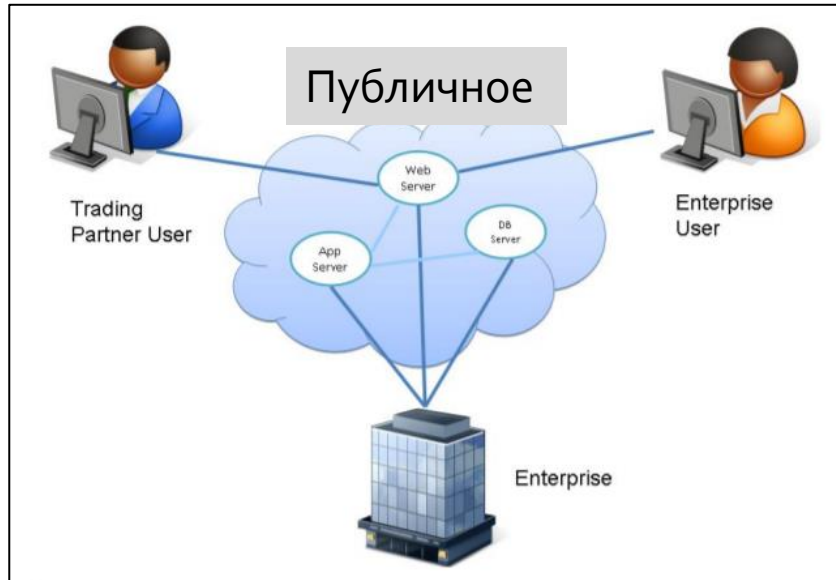 Публичное
Web
Server
Trading
Partner User
Enterprise
User
DB
Server
App
Server
Enterprise